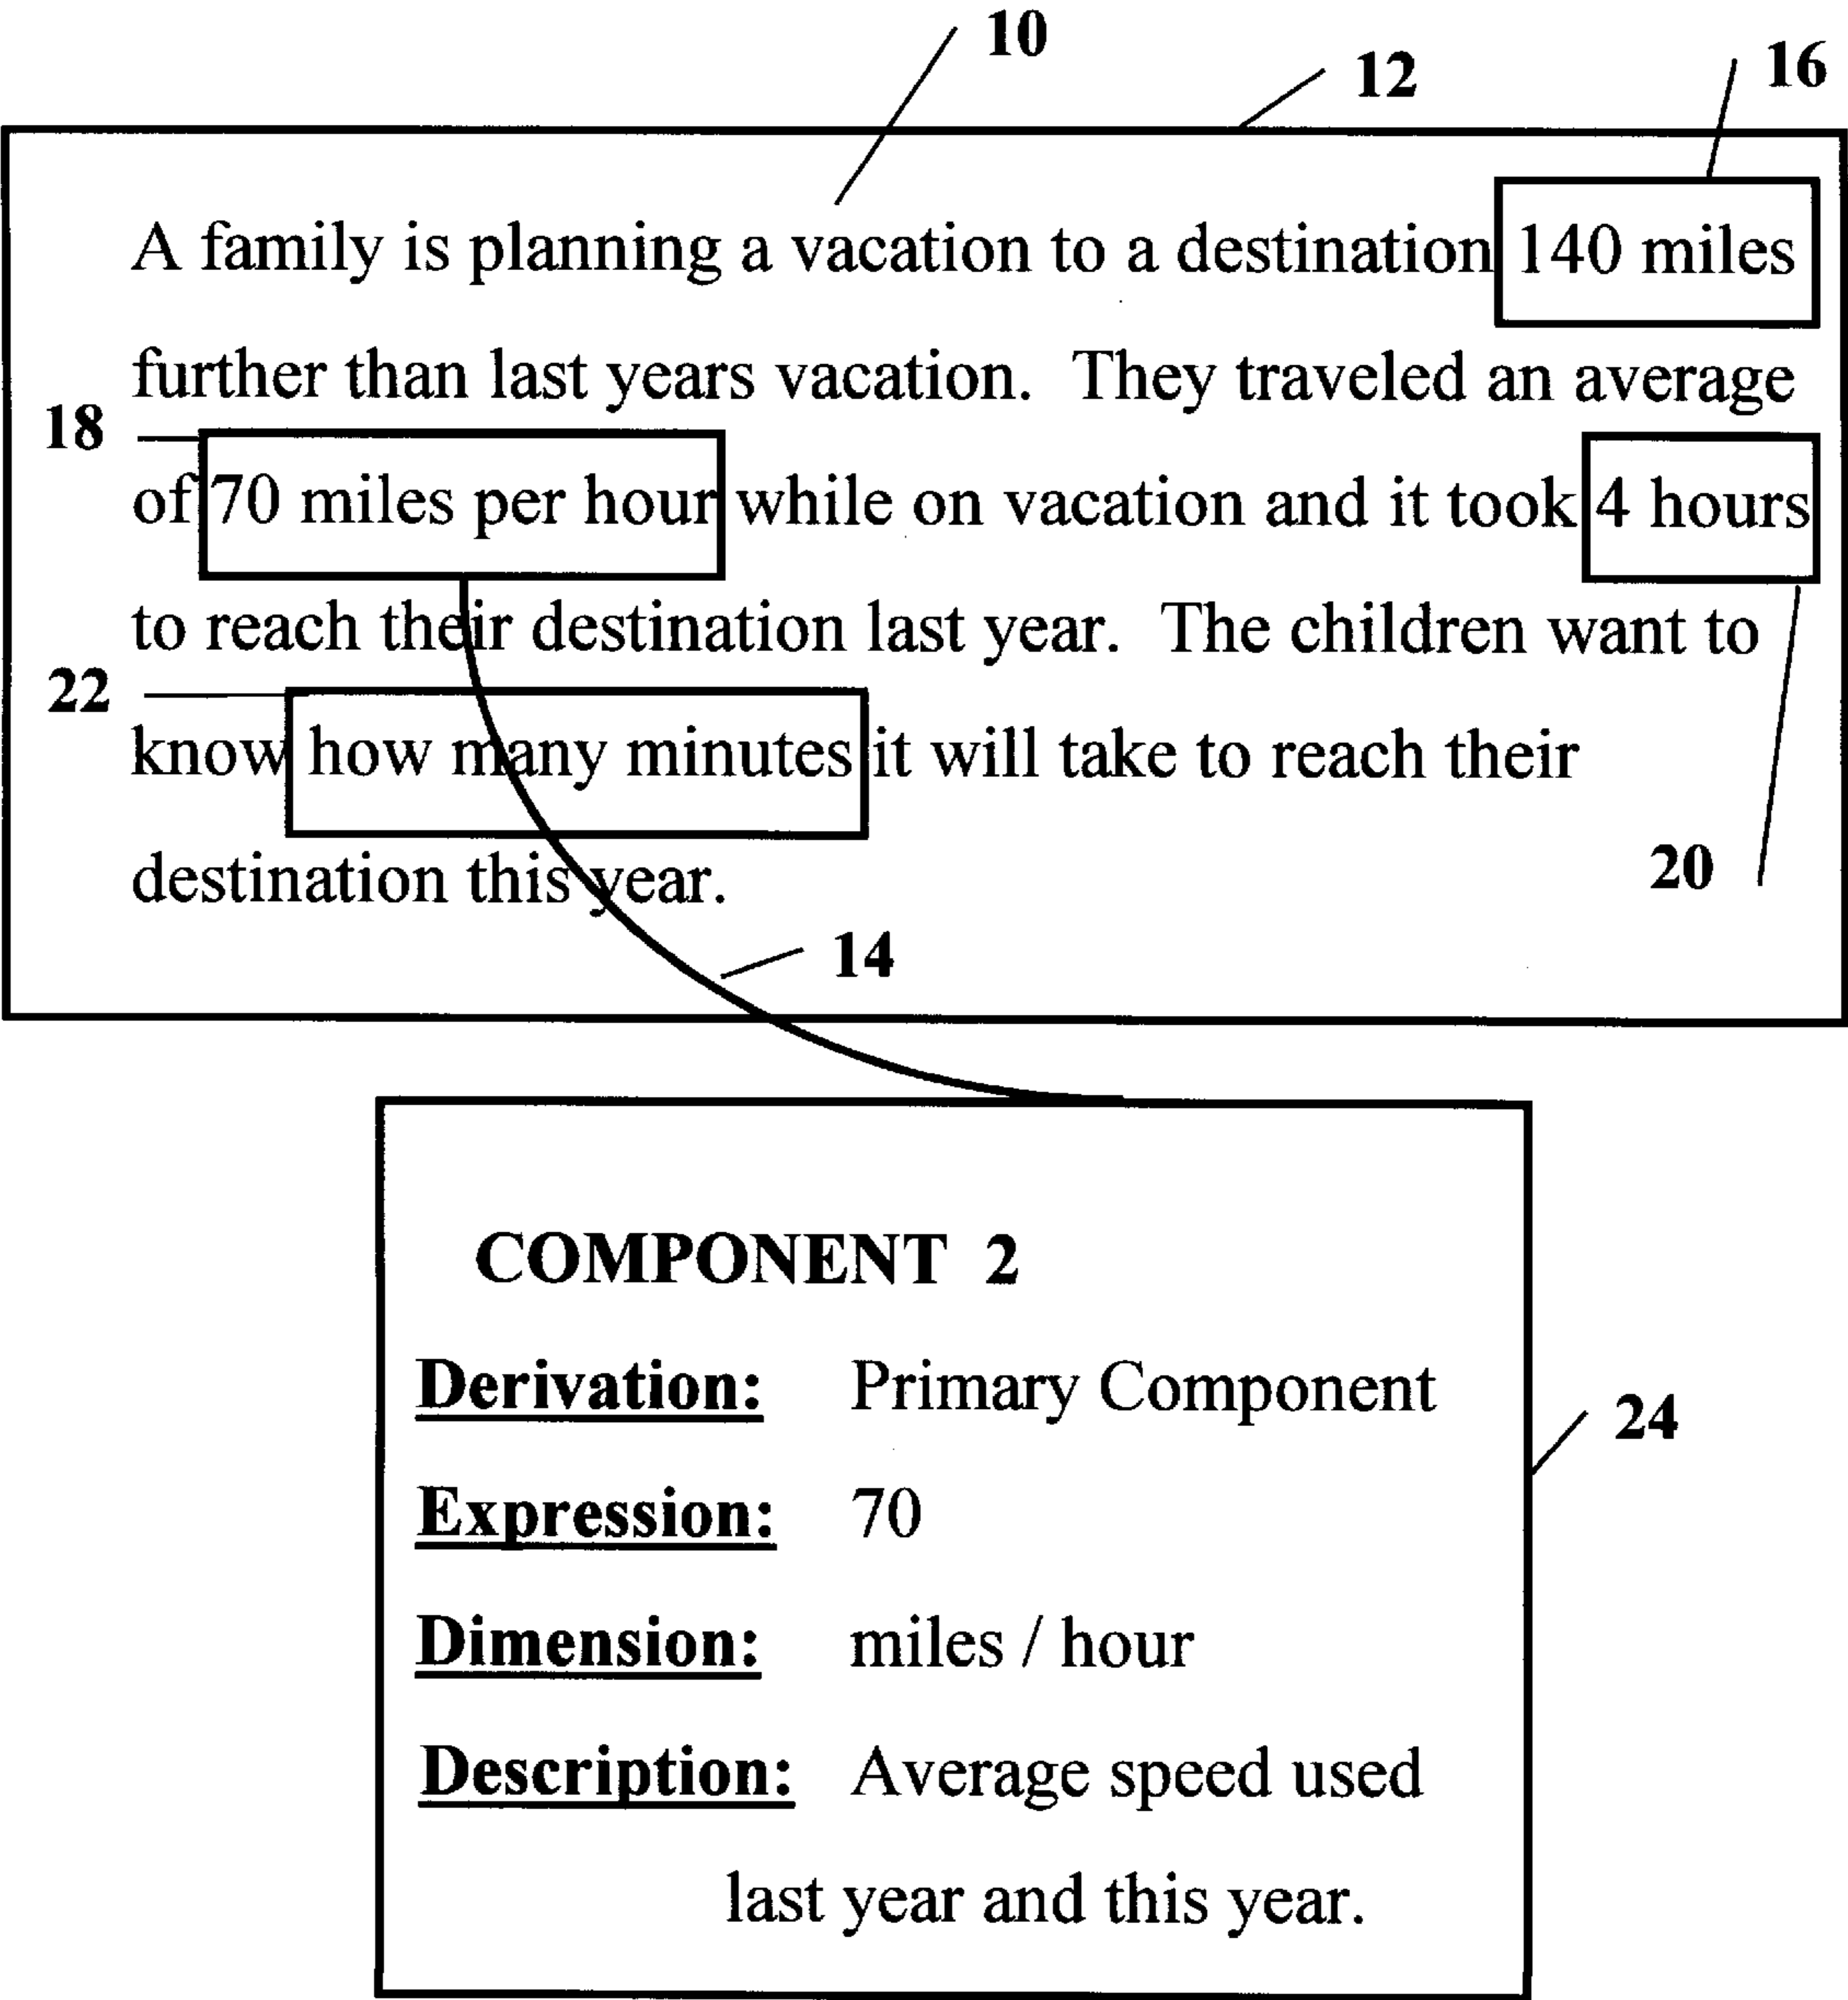 10
12
16
A family is planning a vacation to a destination 140 miles
further than last years vacation. They traveled an average
18
of 70 miles per hour while on vacation and it took 4 hours
to reach their destination last year. The children want to
22
know how many minutes it will take to reach their
destination this year.
20
14
COMPONENT 2
Derivation: Primary Component
24
Expression: 70
Dimension: miles / hour
Description: Average speed used
last year and this year.